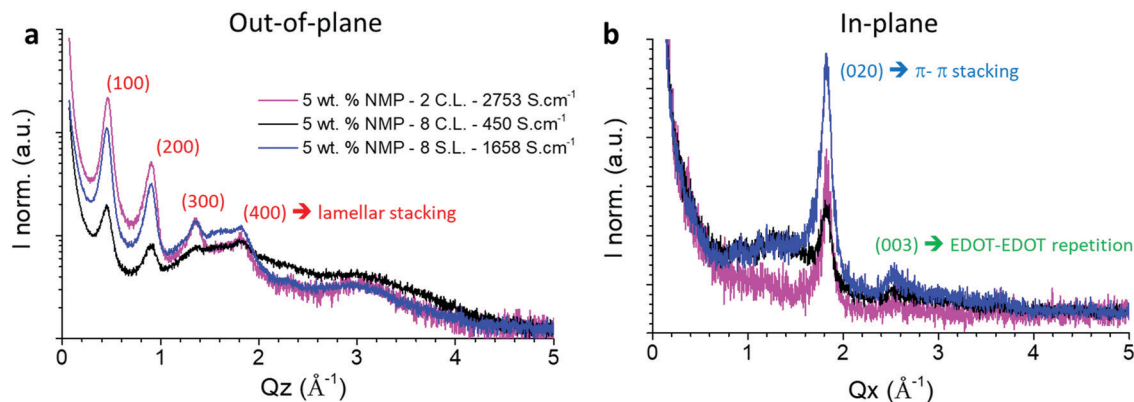 Out-of-plane
a
(100)
5 wt. % NMP - 2 C.L. - 2753 S.cm⁻¹
5 wt. % NMP - 8 C.L. - 450 S.cm⁻¹
5 wt. % NMP - 8 S.L. - 1658 S.cm⁻¹
(200)
(300)
(400) ➔ lamellar stacking
I norm. (a.u.)
0 1 2 3 4 5
Qz (Å⁻¹)
In-plane
b
(020) ➔ π- π stacking
(003) ➔ EDOT-EDOT repetition
I norm. (a.u.)
0 1 2 3 4 5
Qx (Å⁻¹)